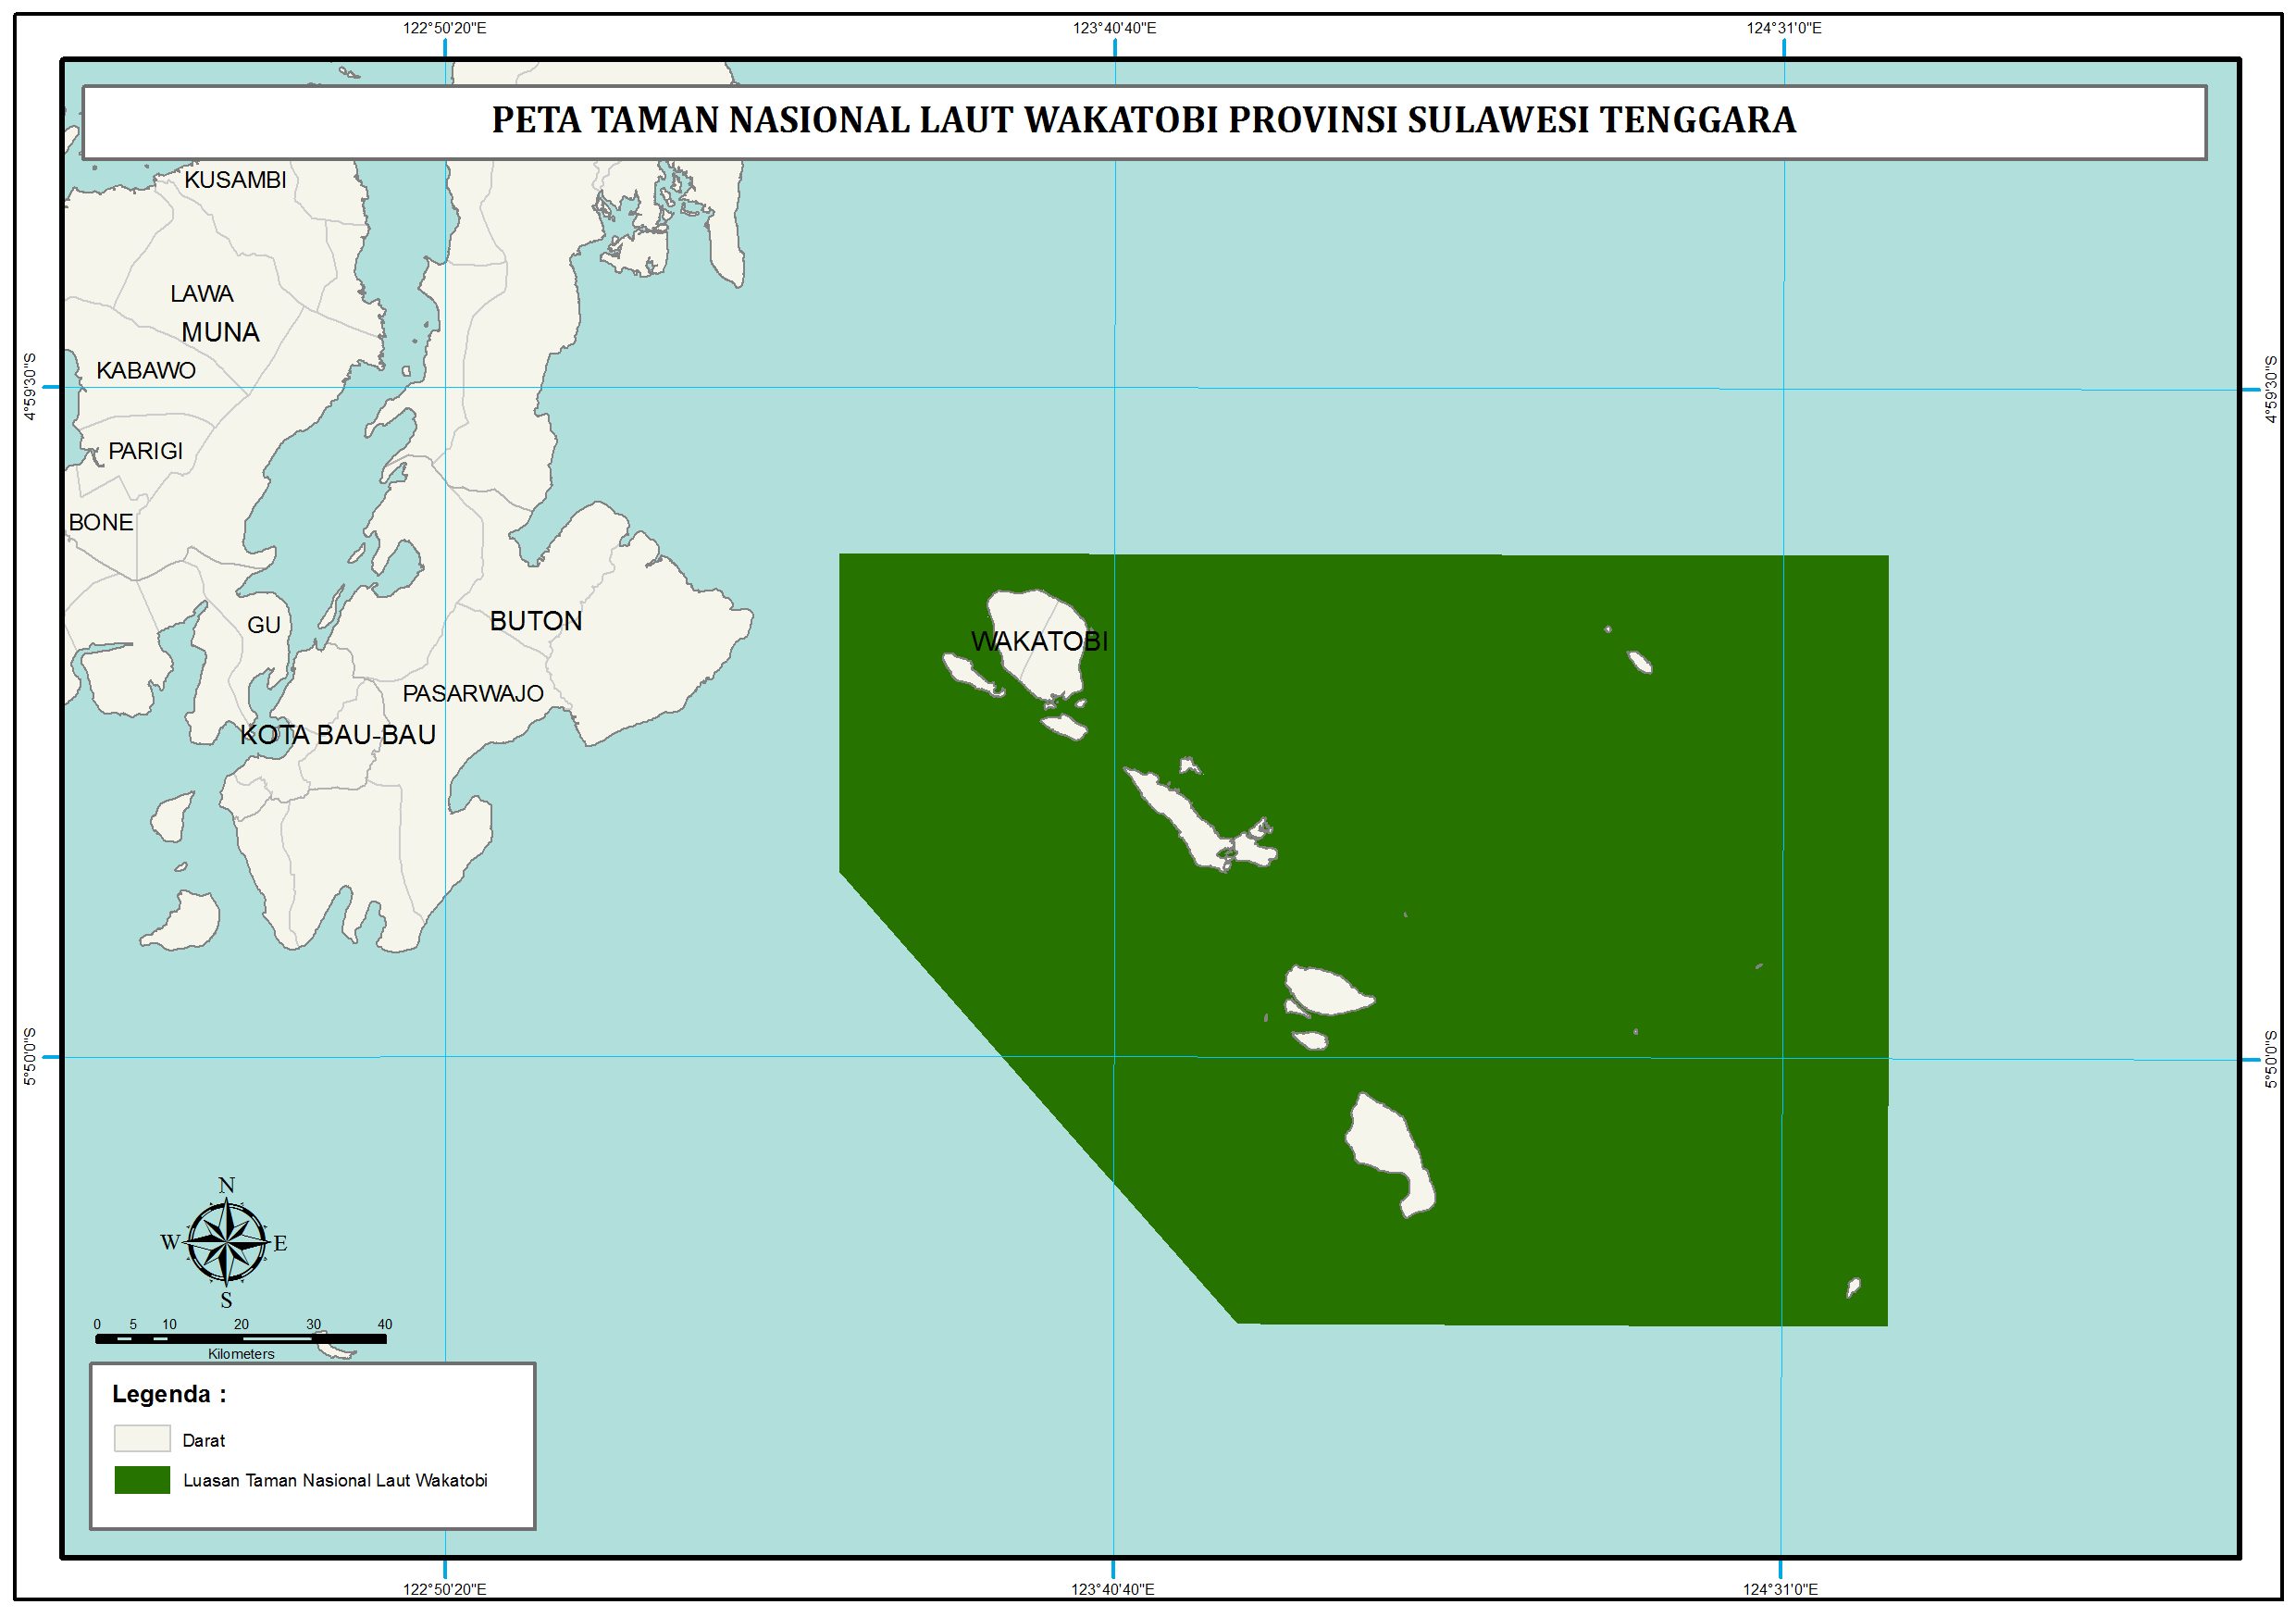 122°50'20"E
123°40'40"E
124°31'0"E
PETA TAMAN NASIONAL LAUT WAKATOBI PROVINSI SULAWESI TENGGARA
KUSAMBI
LAWA
MUNA
KABAWO
4°59'30"S
4°59'30"S
PARIGI
BONE
GU
BUTON
WAKATOBI
PASARWAJO
KOTA BAU-BAU
5°50'0"S
5°50'0"S
N
W E
S
0 5 10 20 30 40
Kilometers
Legenda :
Darat
Luasan Taman Nasional Laut Wakatobi
122°50'20"E
123°40'40"E
124°31'0"E